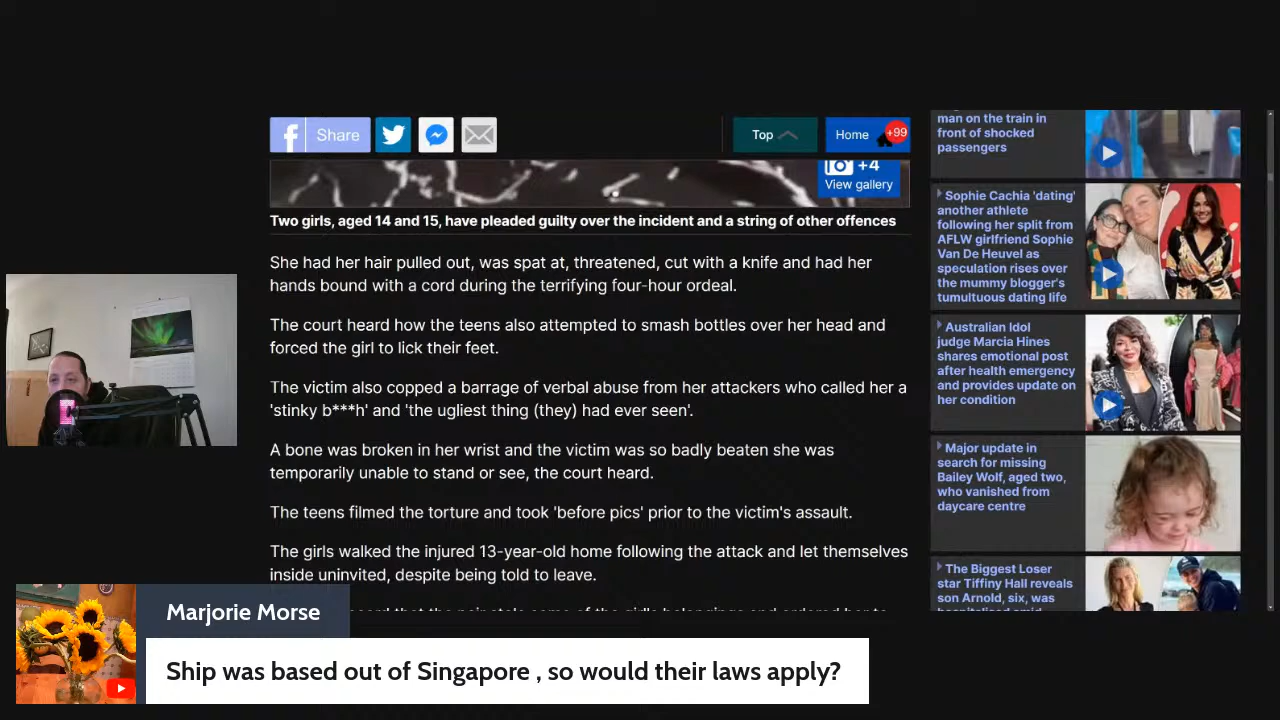 Share
Top
Home
+99
+4
View gallery
Two girls, aged 14 and 15, have pleaded guilty over the incident and a string of other offences
She had her hair pulled out, was spat at, threatened, cut with a knife and had her
hands bound with a cord during the terrifying four-hour ordeal.
The court heard how the teens also attempted to smash bottles over her head and
forced the girl to lick their feet.
The victim also copped a barrage of verbal abuse from her attackers who called her a
'stinky b***h' and 'the ugliest thing (they) had ever seen'.
A bone was broken in her wrist and the victim was so badly beaten she was
temporarily unable to stand or see, the court heard.
The teens filmed the torture and took 'before pics' prior to the victim's assault.
The girls walked the injured 13-year-old home following the attack and let themselves
inside uninvited, despite being told to leave.
man on the train in
front of shocked
passengers
Sophie Cachia 'dating'
another athlete
following her split from
AFLW girlfriend Sophie
Van De Heuvel as
speculation rises over
the mummy blogger's
tumultuous dating life
Australian Idol
judge Marcia Hines
shares emotional post
after health emergency
and provides update on
her condition
Major update in
search for missing
Bailey Wolf, aged two,
who vanished from
daycare centre
The Biggest Loser
star Tiffiny Hall reveals
son Arnold, six, was
Marjorie Morse
Ship was based out of Singapore , so would their laws apply?